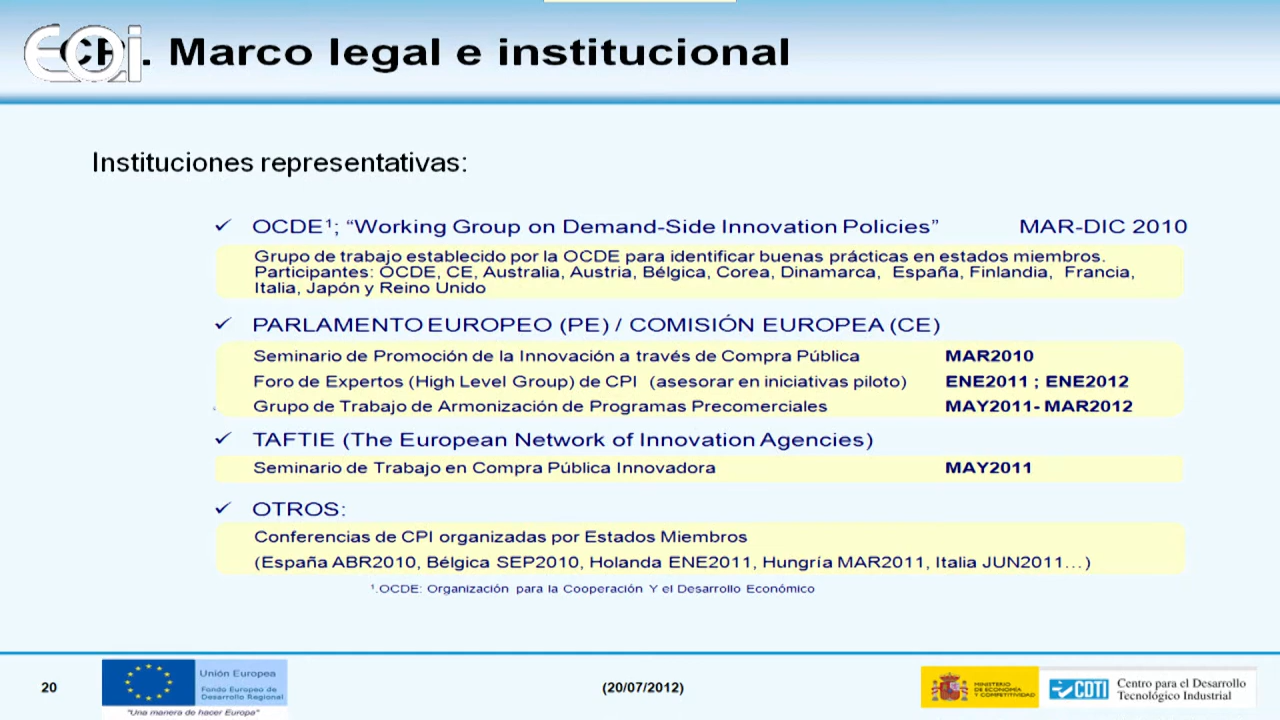 EOi
CPI. Marco legal e institucional
Instituciones representativas:
✓ OCDE¹; “Working Group on Demand-Side Innovation Policies” MAR-DIC 2010
Grupo de trabajo establecido por la OCDE para identificar buenas prácticas en estados miembros.
Participantes: OCDE, CE, Australia, Austria, Bélgica, Corea, Dinamarca, España, Finlandia, Francia,
Italia, Japón y Reino Unido
✓ PARLAMENTO EUROPEO (PE) / COMISIÓN EUROPEA (CE)
Seminario de Promoción de la Innovación a través de Compra Pública MAR2010
Foro de Expertos (High Level Group) de CPI (asesorar en iniciativas piloto) ENE2011 ; ENE2012
Grupo de Trabajo de Armonización de Programas Precomerciales MAY2011- MAR2012
✓ TAFTIE (The European Network of Innovation Agencies)
Seminario de Trabajo en Compra Pública Innovadora MAY2011
✓ OTROS:
Conferencias de CPI organizadas por Estados Miembros
(España ABR2010, Bélgica SEP2010, Holanda ENE2011, Hungría MAR2011, Italia JUN2011…)
¹.OCDE: Organización para la Cooperación Y el Desarrollo Económico
20
Unión Europea
Fondo Europeo de
Desarrollo Regional
"Una manera de hacer Europa"
(20/07/2012)
MINISTERIO
DE ECONOMÍA
Y COMPETITIVIDAD
CDTI
Centro para el Desarrollo
Tecnológico Industrial